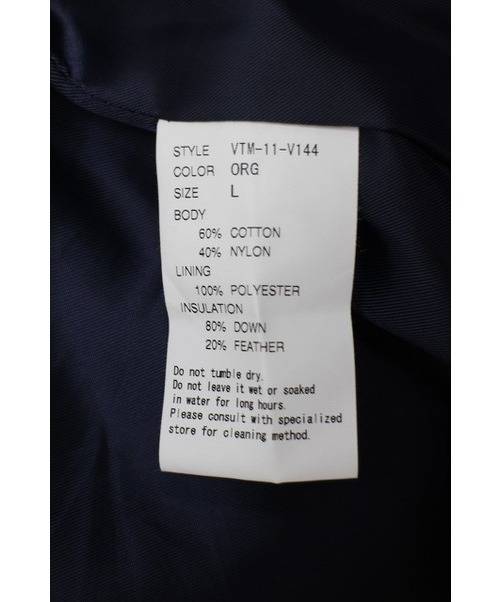 STYLE VTM-11-V144
COLOR ORG
SIZE L
BODY
60% COTTON
40% NYLON
LINING
100% POLYESTER
INSULATION
80% DOWN
20% FEATHER
Do not tumble dry.
Do not leave it wet or soaked
in water for long hours.
Please consult with specialized
store for cleaning method.